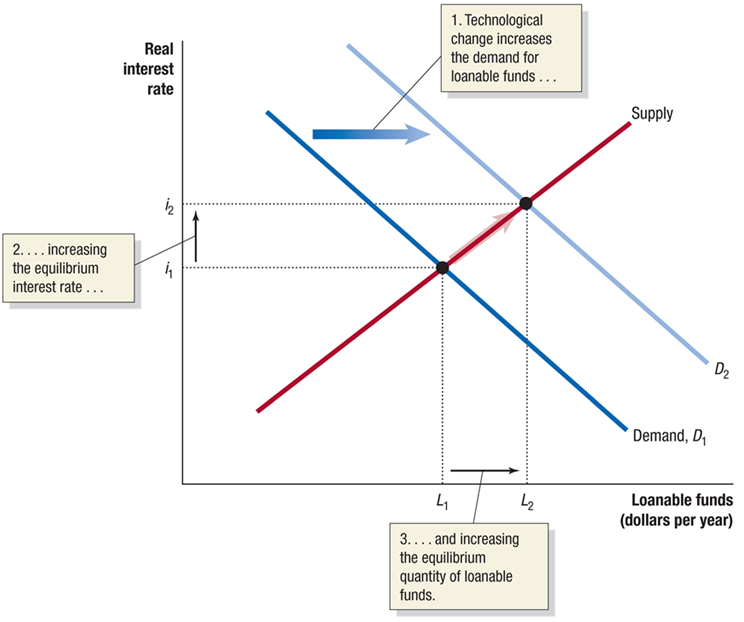 1. Technological
change increases
the demand for
loanable funds . . .
Real
interest
rate
Supply
i2
2. . . . increasing
the equilibrium
interest rate . . .
i1
D2
Demand, D1
L1
L2
Loanable funds
(dollars per year)
3. . . . and increasing
the equilibrium
quantity of loanable
funds.